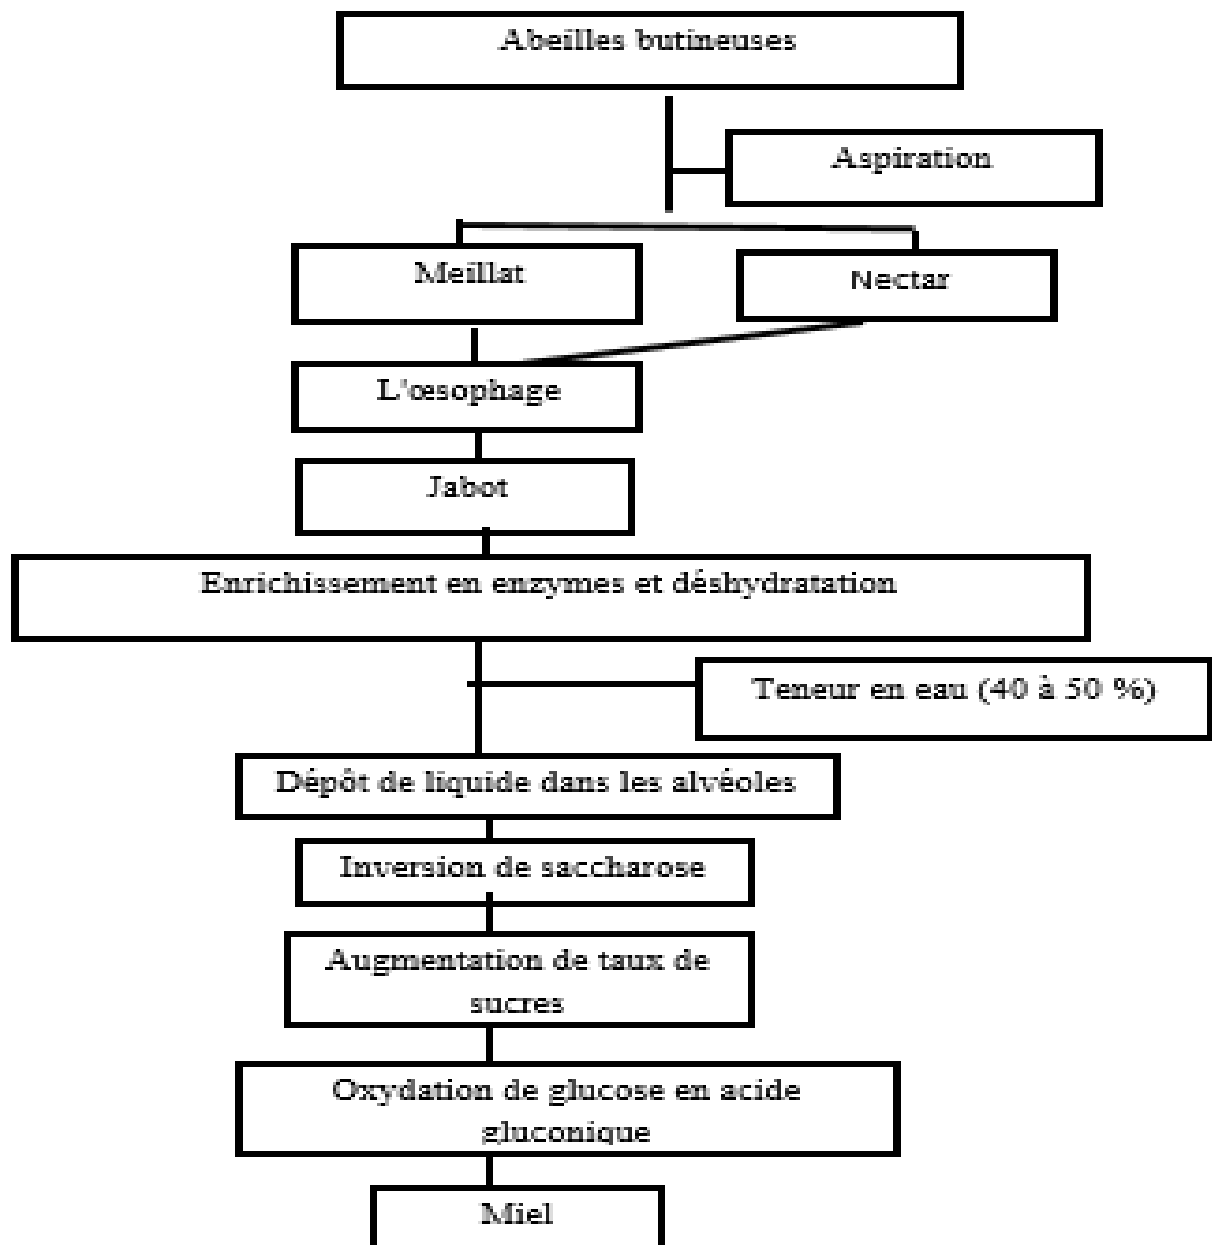 Abeilles butineuses
Aspiration
Meillat
Nectar
L'œsophage
Jabot
Enrichissement en enzymes et déshydratation
Teneur en eau (40 à 50 %)
Dépôt de liquide dans les alvéoles
Inversion de saccharose
Augmentation de taux de
sucres
Oxydation de glucose en acide
gluconique
Miel